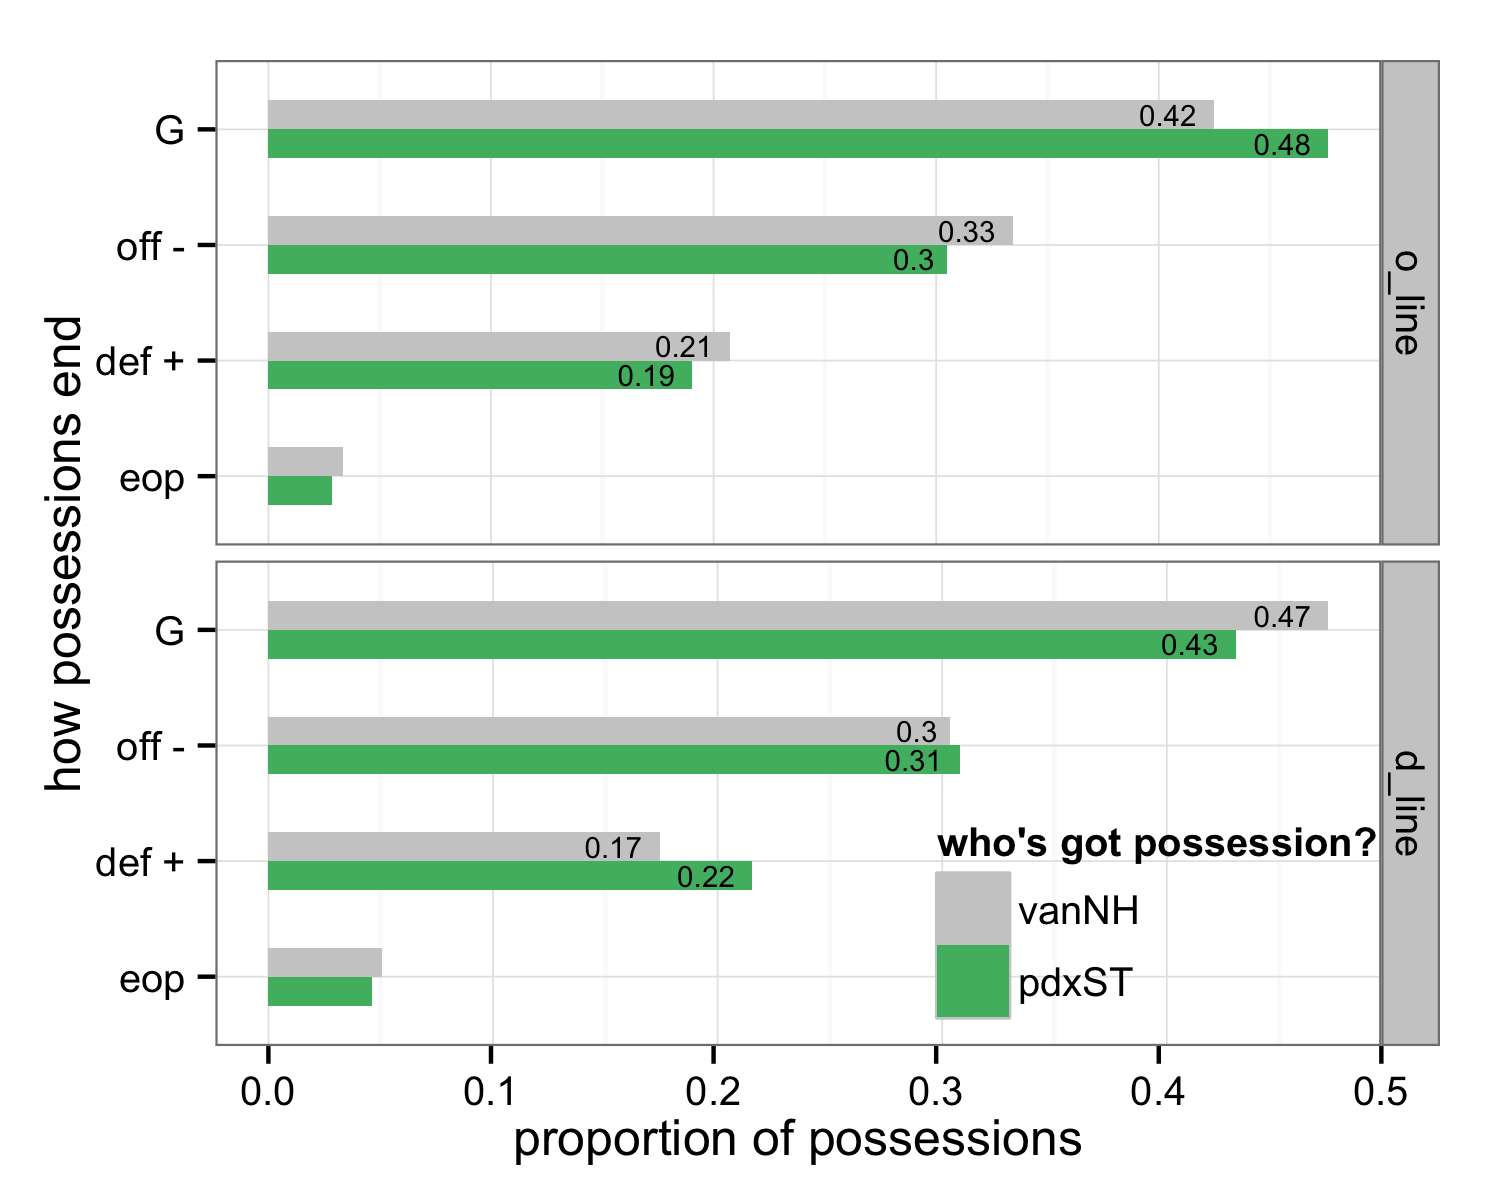 how possessions end
G
0.42
0.48
off -
0.33
0.3
def +
0.21
0.19
eop
o_line
G
0.47
0.43
off -
0.3
0.31
def +
0.17
0.22
eop
d_line
who's got possession?
vanNH
pdxST
0.0 0.1 0.2 0.3 0.4 0.5
proportion of possessions